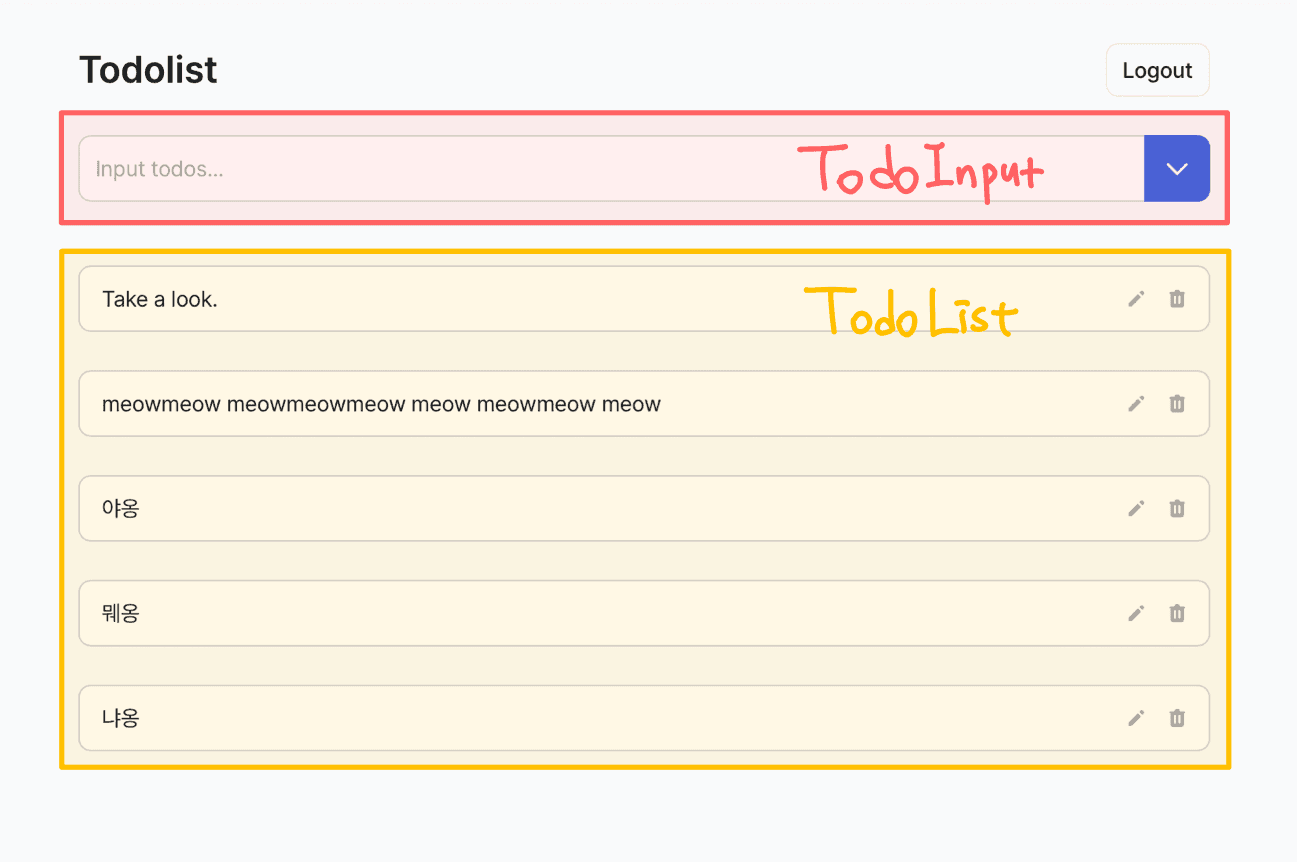 Todolist
Logout
Input todos...
TodoInput
Take a look.
TodoList
meowmeow meowmeowmeow meow meowmeow meow
야옹
뭬옹
냐옹